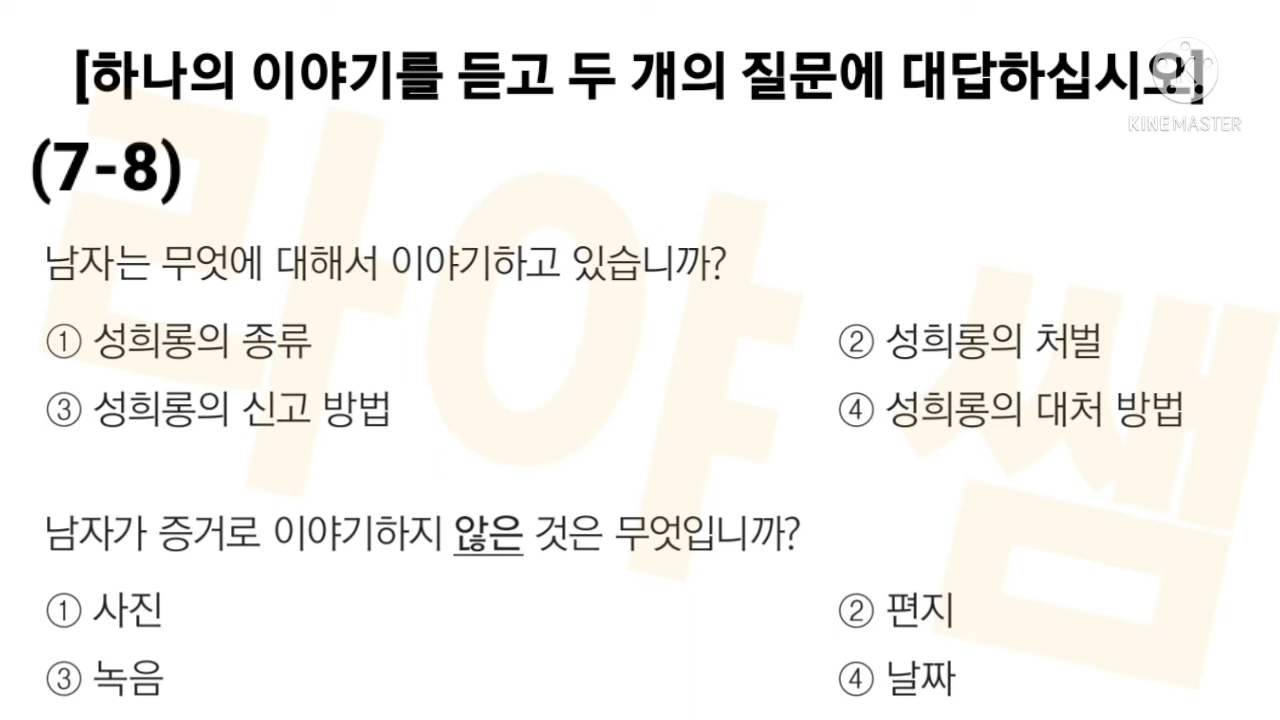 [하나의 이야기를 듣고 두 개의 질문에 대답하십시오]
KINEMASTER
(7-8)
남자는 무엇에 대해서 이야기하고 있습니까?
① 성희롱의 종류 ② 성희롱의 처벌
③ 성희롱의 신고 방법 ④ 성희롱의 대처 방법
남자가 증거로 이야기하지 않은 것은 무엇입니까?
① 사진 ② 편지
③ 녹음 ④ 날짜
라야쌤